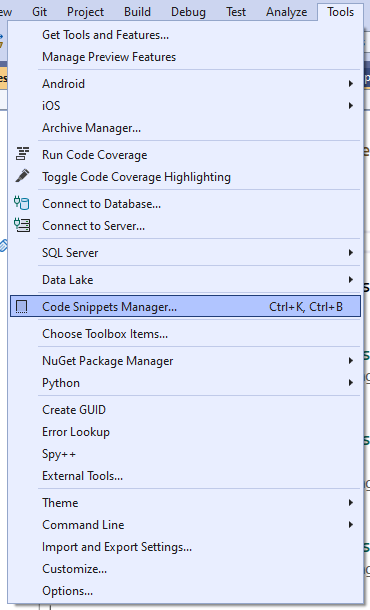 ew Git Project Build Debug Test Analyze Tools
Get Tools and Features...
Manage Preview Features
Android
iOS
Archive Manager...
Run Code Coverage
Toggle Code Coverage Highlighting
Connect to Database...
Connect to Server...
SQL Server
Data Lake
Code Snippets Manager... Ctrl+K, Ctrl+B
Choose Toolbox Items...
NuGet Package Manager
Python
Create GUID
Error Lookup
Spy++
External Tools...
Theme
Command Line
Import and Export Settings...
Customize...
Options...